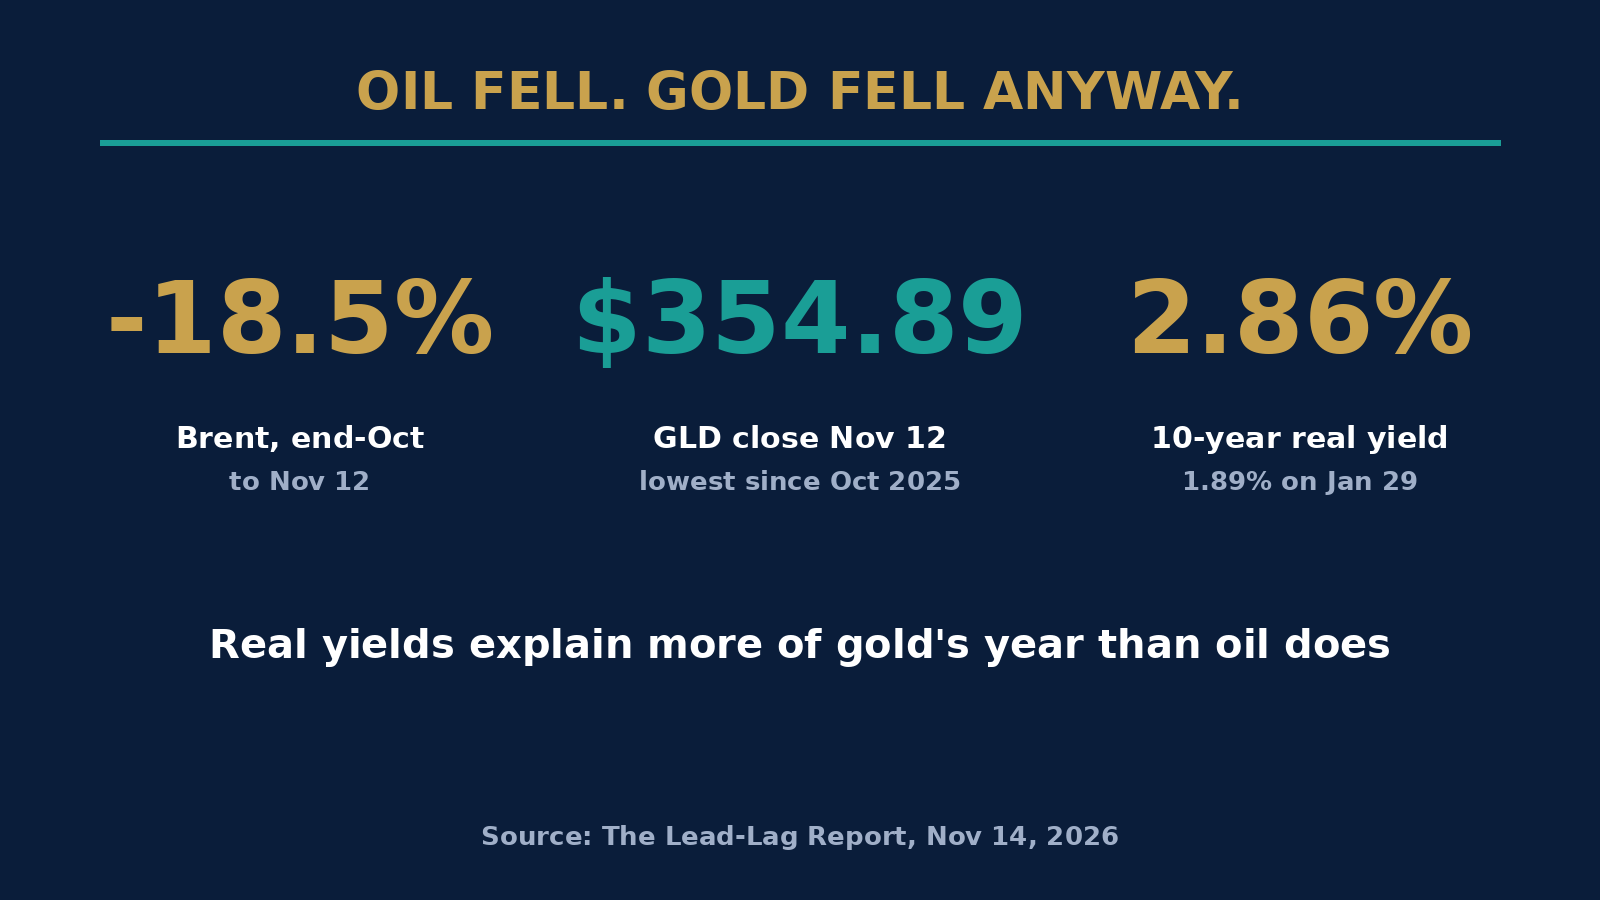 OIL FELL. GOLD FELL ANYWAY.
-18.5%
Brent, end-Oct
to Nov 12
$354.89
GLD close Nov 12
lowest since Oct 2025
2.86%
10-year real yield
1.89% on Jan 29
Real yields explain more of gold's year than oil does
Source: The Lead-Lag Report, Nov 14, 2026